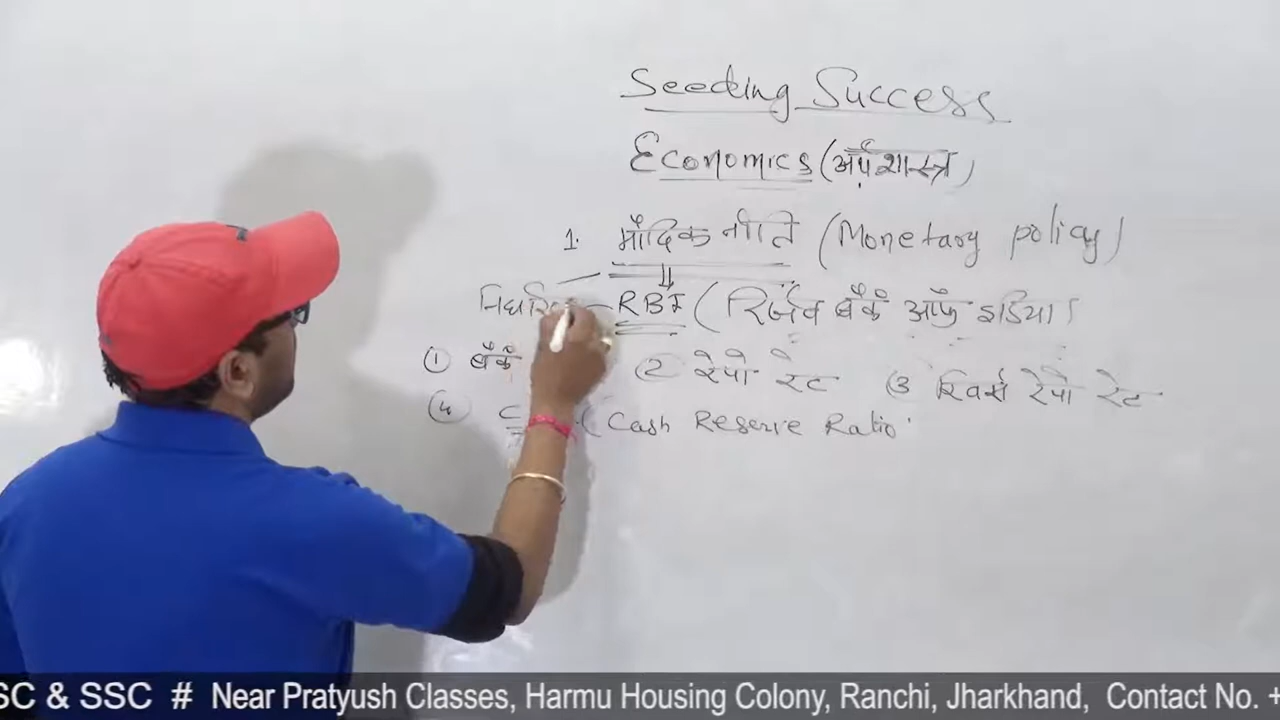 Seeding Success
Economics (अर्थशास्त्र)
1. मौद्रिक नीति (Monetary policy)
RBI (रिर्जव बैंक ऑफ इंडिया)
① बैंक ② रेपो रेट ③ रिवर्स रेपो रेट
④ C (Cash Reserve Ratio
SC & SSC # Near Pratyush Classes, Harmu Housing Colony, Ranchi, Jharkhand, Contact No. +